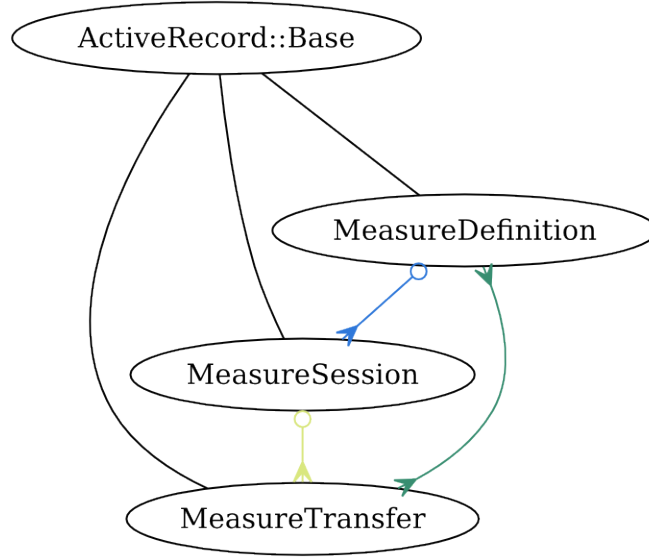 ActiveRecord::Base
MeasureDefinition
MeasureSession
MeasureTransfer